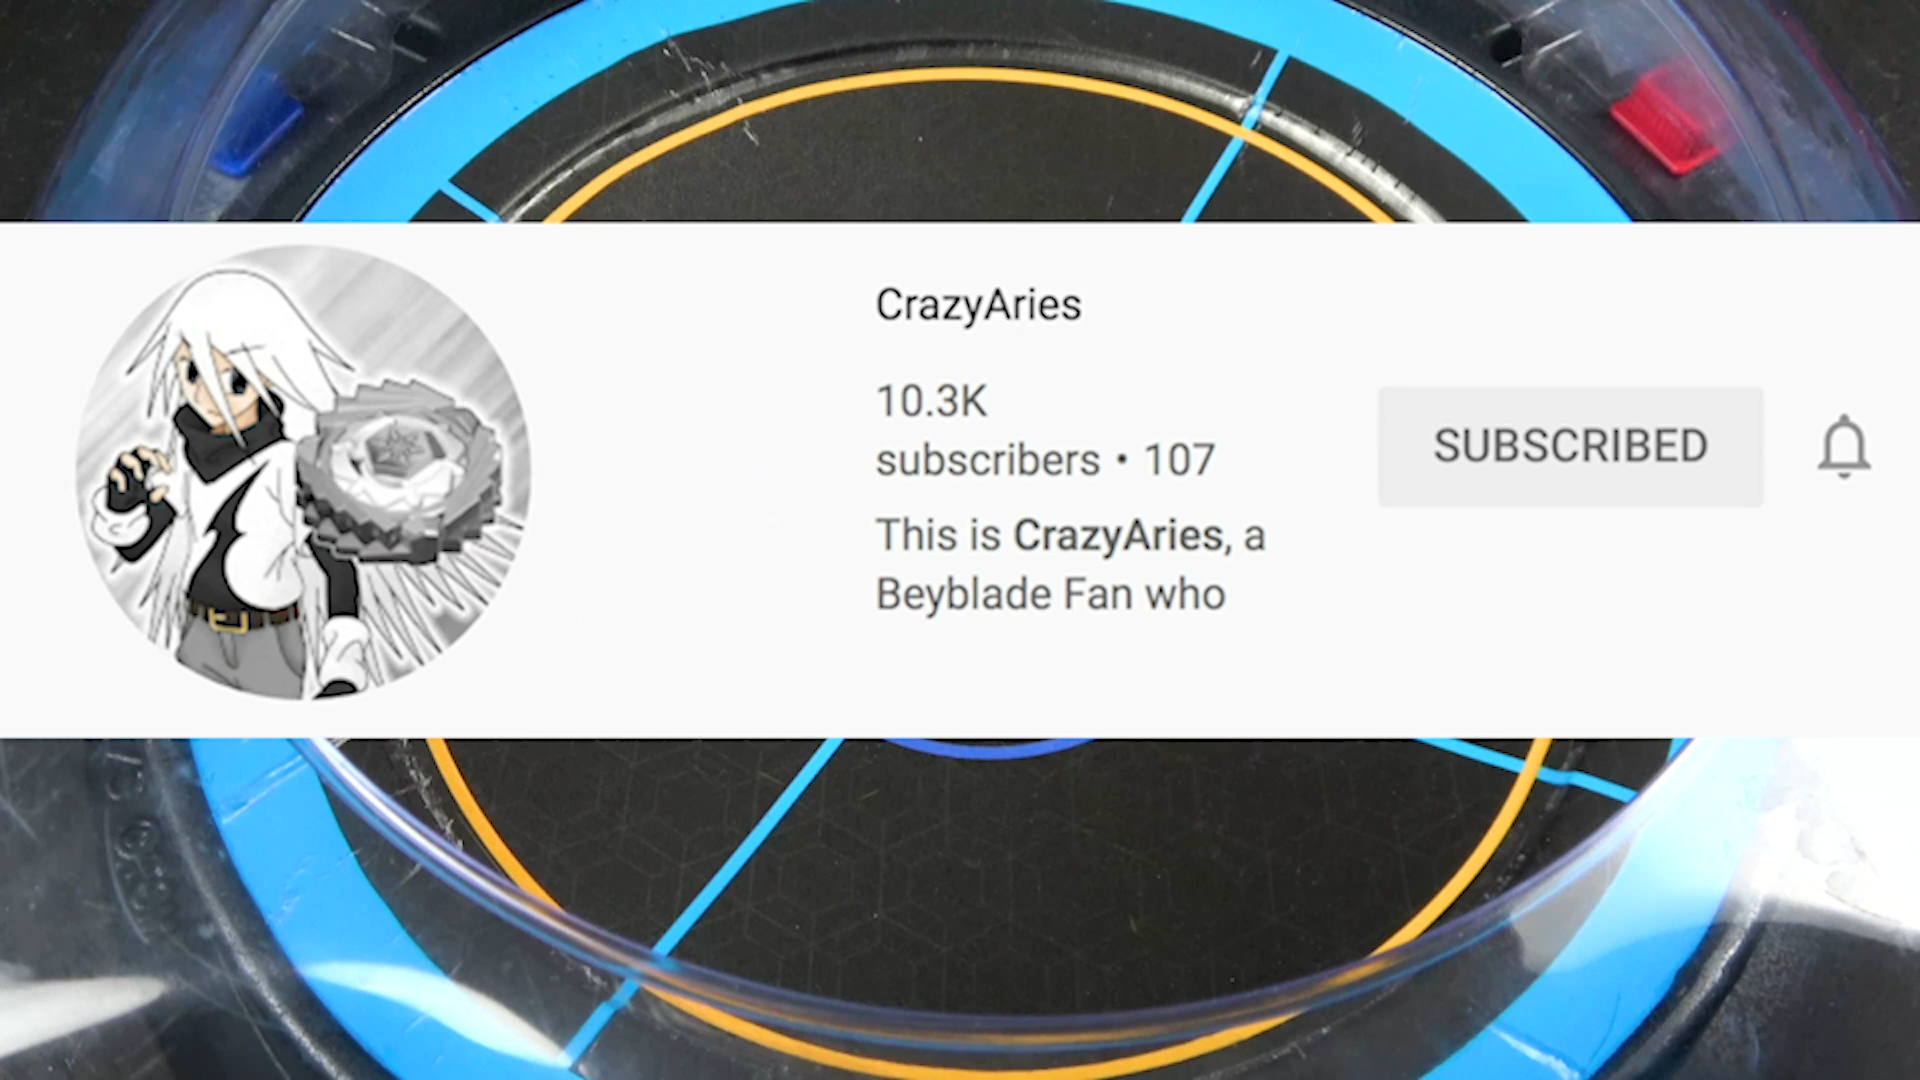 CrazyAries
10.3K
subscribers • 107
SUBSCRIBED
This is CrazyAries, a
Beyblade Fan who